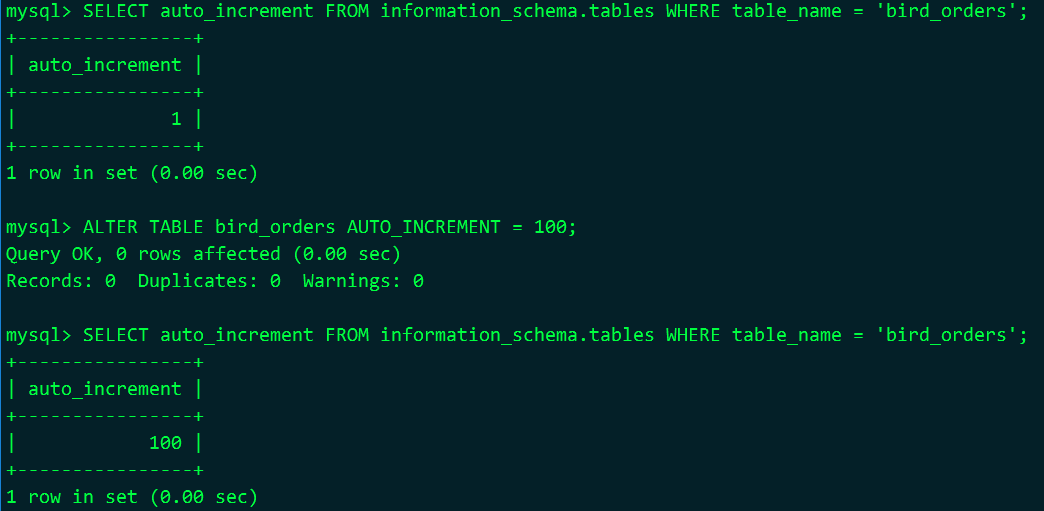 mysql> SELECT auto_increment FROM information_schema.tables WHERE table_name = 'bird_orders';
+----------------+
| auto_increment |
+----------------+
|              1 |
+----------------+
1 row in set (0.00 sec)

mysql> ALTER TABLE bird_orders AUTO_INCREMENT = 100;
Query OK, 0 rows affected (0.00 sec)
Records: 0  Duplicates: 0  Warnings: 0

mysql> SELECT auto_increment FROM information_schema.tables WHERE table_name = 'bird_orders';
+----------------+
| auto_increment |
+----------------+
|            100 |
+----------------+
1 row in set (0.00 sec)